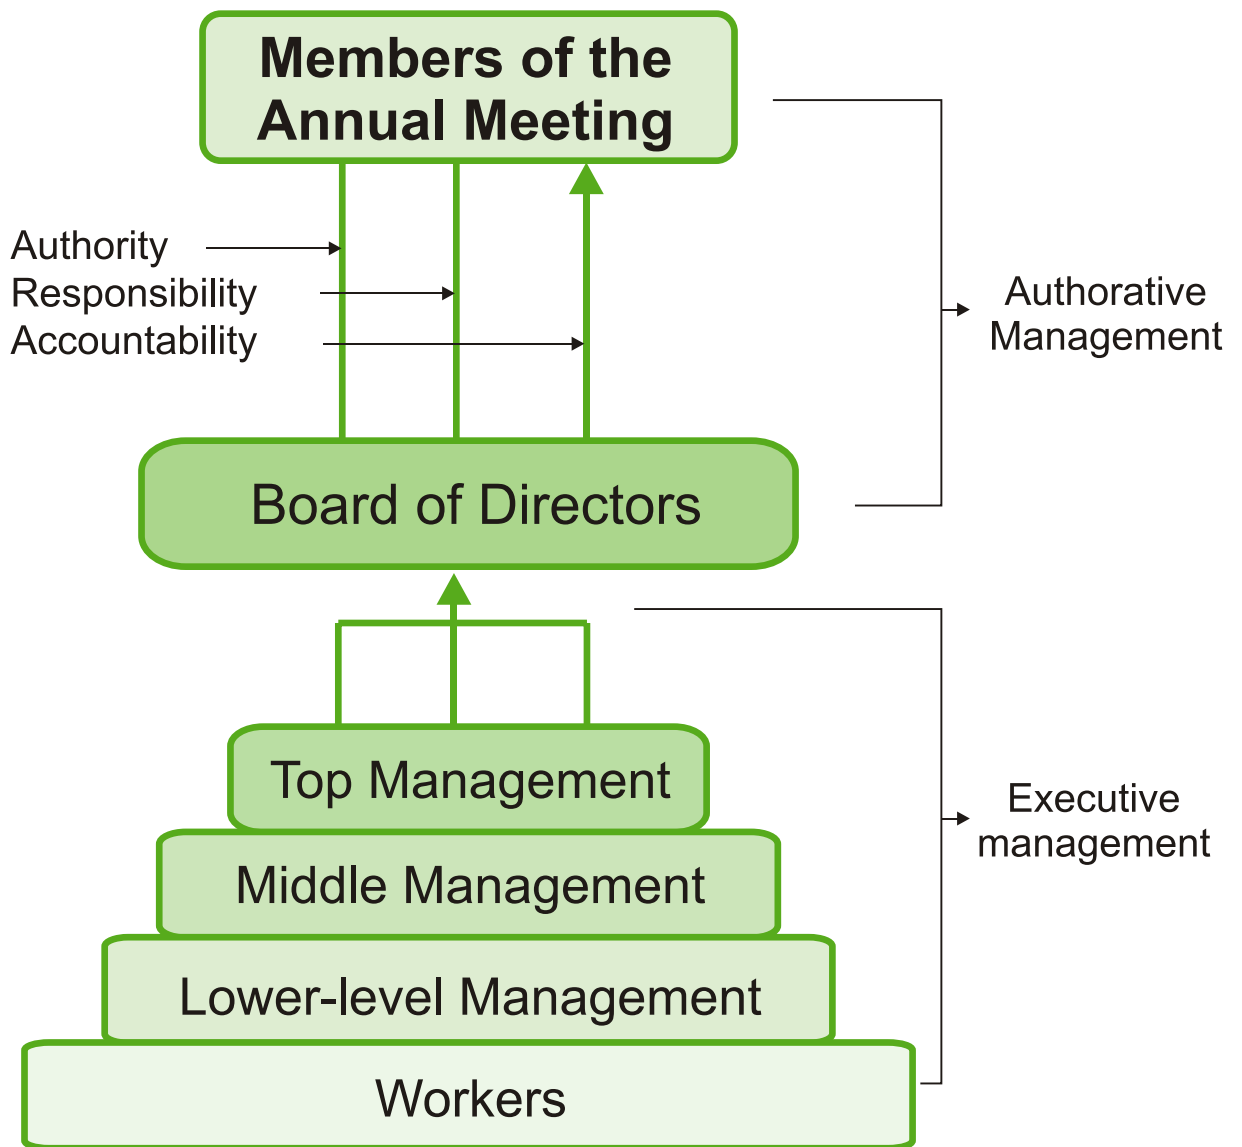 Members of the
Annual Meeting
Authority
Responsibility
Accountability
Authorative
Management
Board of Directors
Top Management
Middle Management
Lower-level Management
Workers
Executive
management